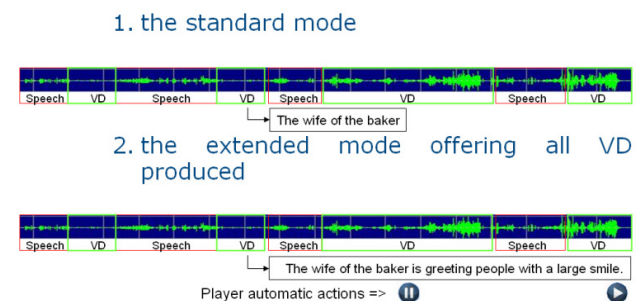 1. the standard mode
Speech VD Speech VD Speech VD Speech VD
The wife of the baker
2. the extended mode offering all VD
produced
Speech VD Speech VD Speech VD Speech VD
The wife of the baker is greeting people with a large smile.
Player automatic actions =>